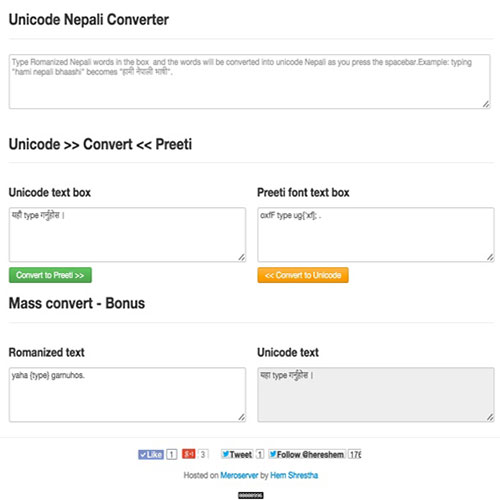 Unicode Nepali Converter
Type Romanized Nepali words in the box and the words will be converted into unicode Nepali as you press the spacebar.Example: typing
"hami nepali bhaashi" becomes "हामी नेपाली भाषी".
Unicode >> Convert << Preeti
Unicode text box
Preeti font text box
यहाँ type गर्नुहोस ।
oxfF type ug{'xf]; .
Convert to Preeti >>
<< Convert to Unicode
Mass convert - Bonus
Romanized text
Unicode text
yaha {type} garnuhos.
यहा type गर्नुहोस ।
Like 1
g+1 3
Tweet 1
Follow @hereshem
Hosted on Meroserver by Hem Shrestha